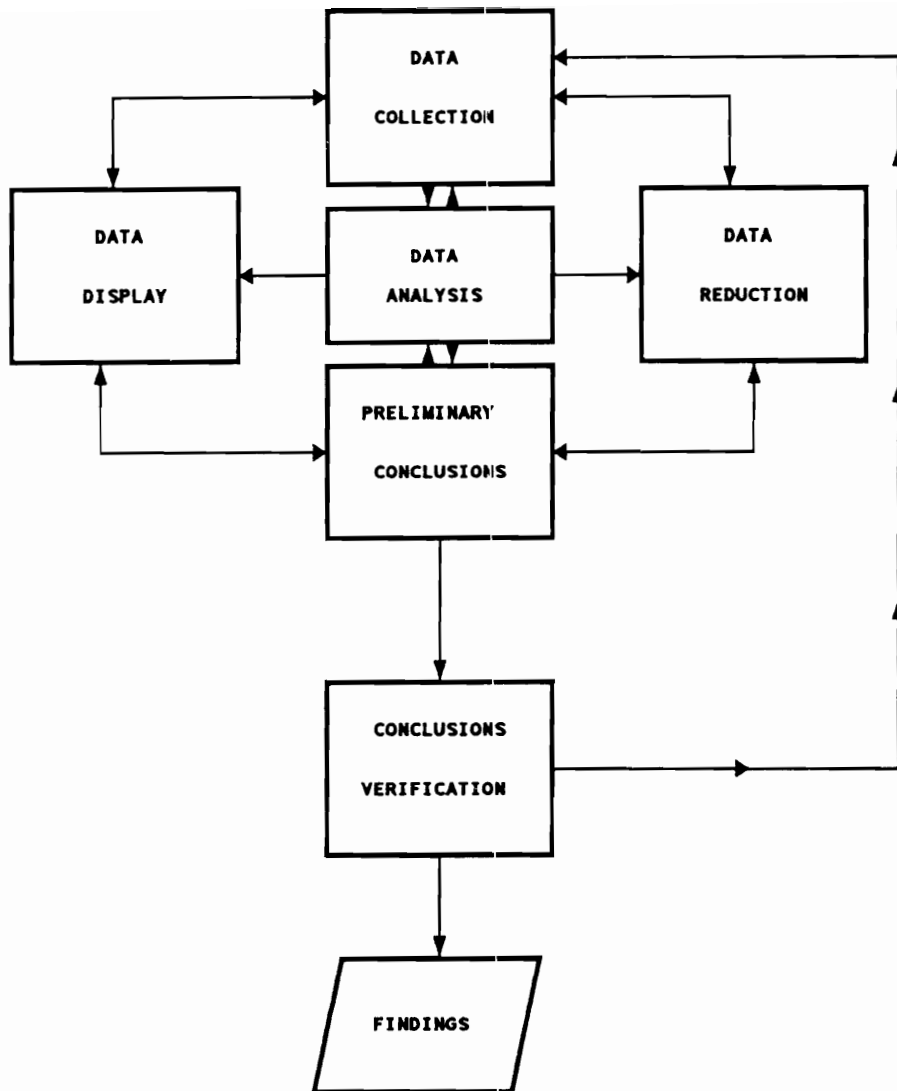 DATA
COLLECTION
DATA
DISPLAY
DATA
ANALYSIS
DATA
REDUCTION
PRELIMINARY
CONCLUSIONS
CONCLUSIONS
VERIFICATION
FINDINGS